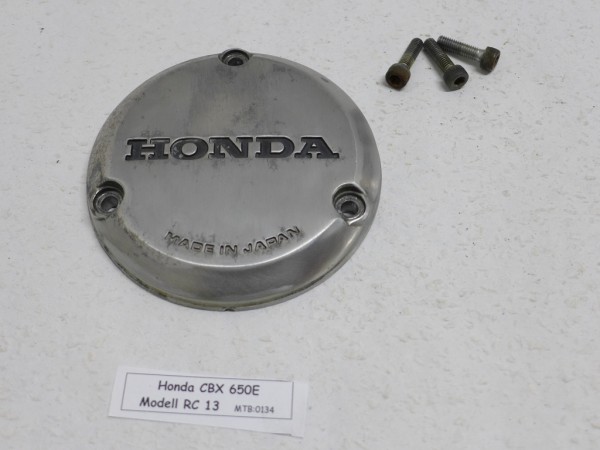 HONDA
MADE IN JAPAN
Honda CBX 650E
Modell RC 13 MTB:0134